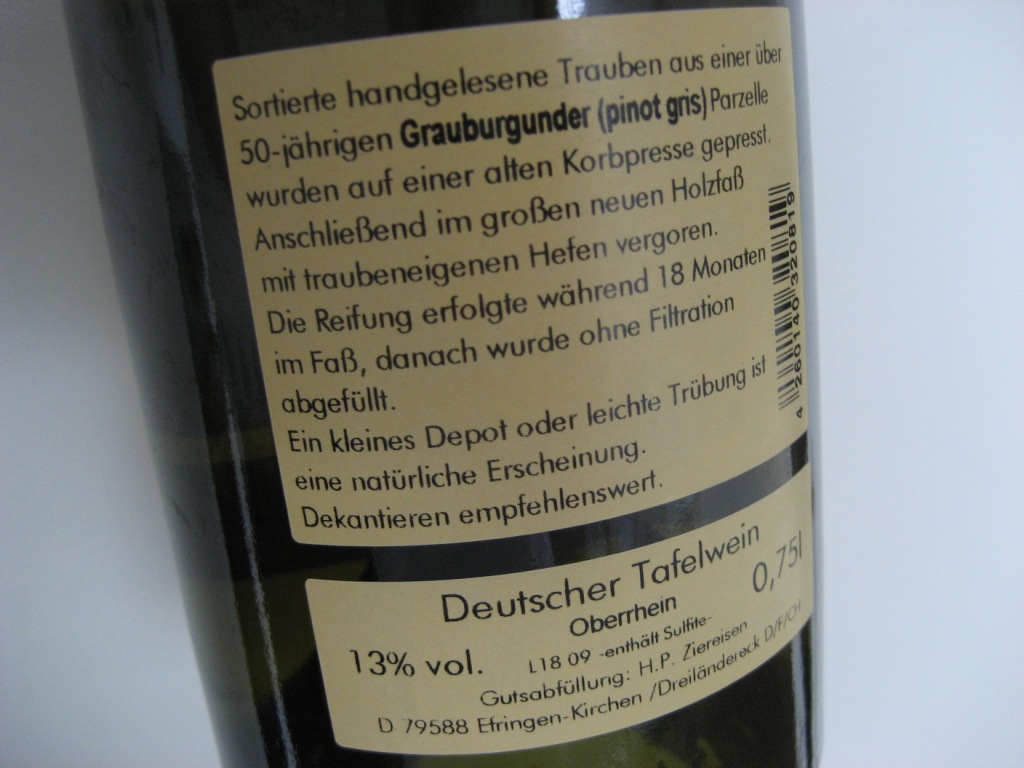 Sortierte handgelesene Trauben aus einer über
50-jährigen Grauburgunder (pinot gris) Parzelle
wurden auf einer alten Korbpresse gepresst.
Anschließend im großen neuen Holzfaß
mit traubeneigenen Hefen vergoren.
Die Reifung erfolgte während 18 Monaten
im Faß, danach wurde ohne Filtration
abgefüllt.
Ein kleines Depot oder leichte Trübung ist
eine natürliche Erscheinung.
Dekantieren empfehlenswert.
4 260140 320819
Deutscher Tafelwein
Oberrhein
0,75l
13% vol.
L18 09 -enthält Sulfite-
Gutsabfüllung: H.P. Ziereisen
D 79588 Efringen-Kirchen /Dreiländereck D/F/CH